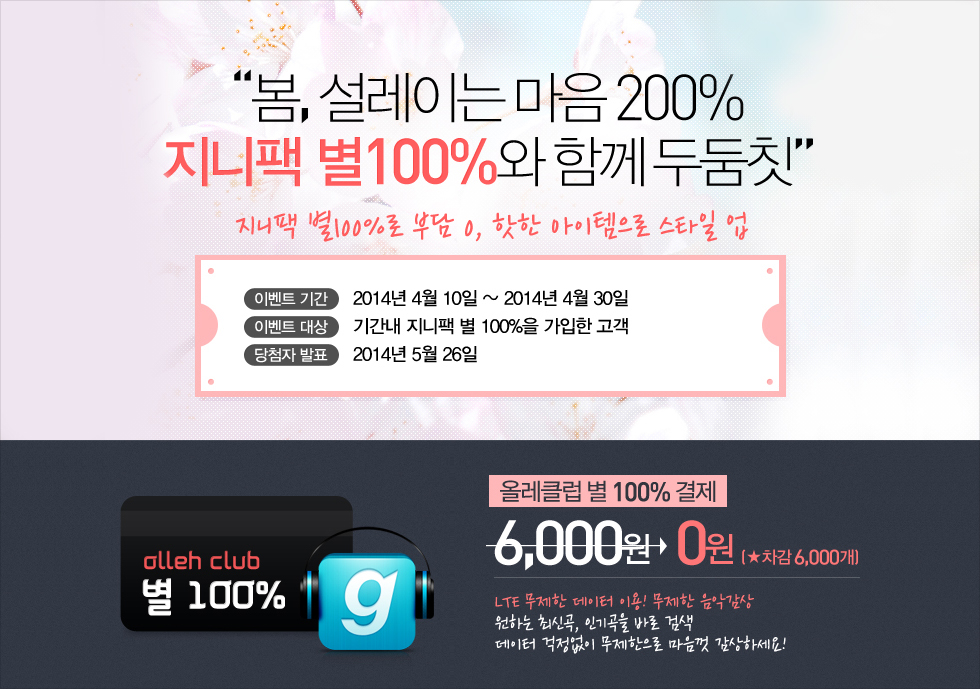 “봄, 설레이는 마음 200%
지니팩 별100%와 함께 두둠칫”
지니팩 별100%로 부담 0, 핫한 아이템으로 스타일 업
이벤트 기간 2014년 4월 10일 ~ 2014년 4월 30일
이벤트 대상 기간내 지니팩 별 100%을 가입한 고객
당첨자 발표 2014년 5월 26일
올레클럽 별 100% 결제
6,000원 0원 (★차감 6,000개)
olleh club
별 100%
g
LTE 무제한 데이터 이용! 무제한 음악감상
원하는 최신곡, 인기곡을 바로 검색
데이터 걱정없이 무제한으로 마음껏 감상하세요!